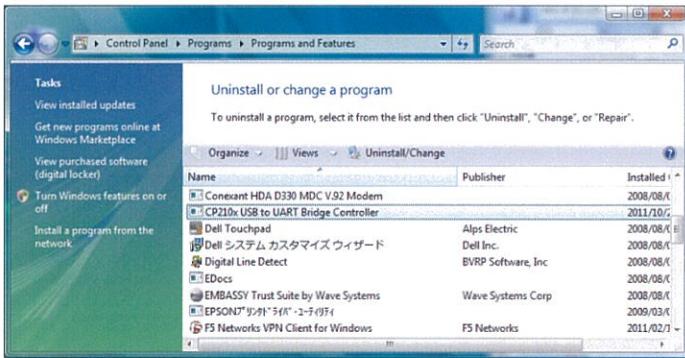 Control Panel ▸ Programs ▸ Programs and Features
Search
Tasks
View installed updates
Get new programs online at
Windows Marketplace
View purchased software
(digital locker)
Turn Windows features on or
off
Install a program from the
network
Uninstall or change a program
To uninstall a program, select it from the list and then click "Uninstall", "Change", or "Repair".
Organize Views Uninstall/Change
Name Publisher Installed
Conexant HDA D330 MDC V.92 Modem 2008/08/
CP210x USB to UART Bridge Controller 2011/10/
Dell Touchpad Alps Electric 2008/08/
Dell システム カスタマイズ ウィザード Dell Inc. 2008/08/
Digital Line Detect BVRP Software, Inc 2008/08/
EDocs 2008/08/
EMBASSY Trust Suite by Wave Systems Wave Systems Corp 2008/08/
EPSONプリンタドライバ・ユーティリティ 2009/03/
F5 Networks VPN Client for Windows F5 Networks 2011/02/